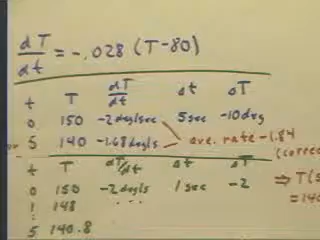 dT/dt = -.028 (T-80)
t T dT/dt Δt ΔT
0 150 -2 deg/sec 5 sec -10 deg
5 140 -1.68 deg/s ave. rate -1.84
t T dT/dt Δt ΔT
0 150 -2 deg/s 1 sec -2 ⇒ T(5
1 148 ... = 140
⋮
5 140.8